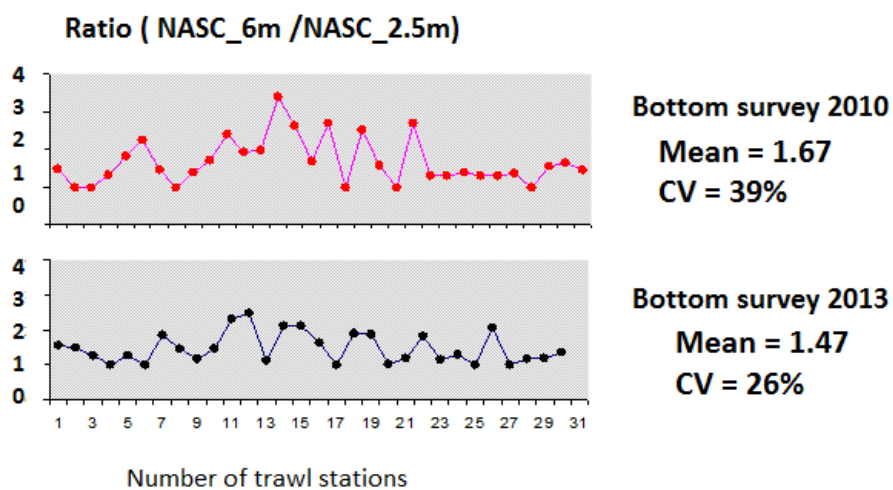 Ratio ( NASC_6m /NASC_2.5m)
4
3
2
1
0
Bottom survey 2010
Mean = 1.67
CV = 39%
4
3
2
1
0
Bottom survey 2013
Mean = 1.47
CV = 26%
1 3 5 7 9 11 13 15 17 19 21 23 25 27 29 31
Number of trawl stations